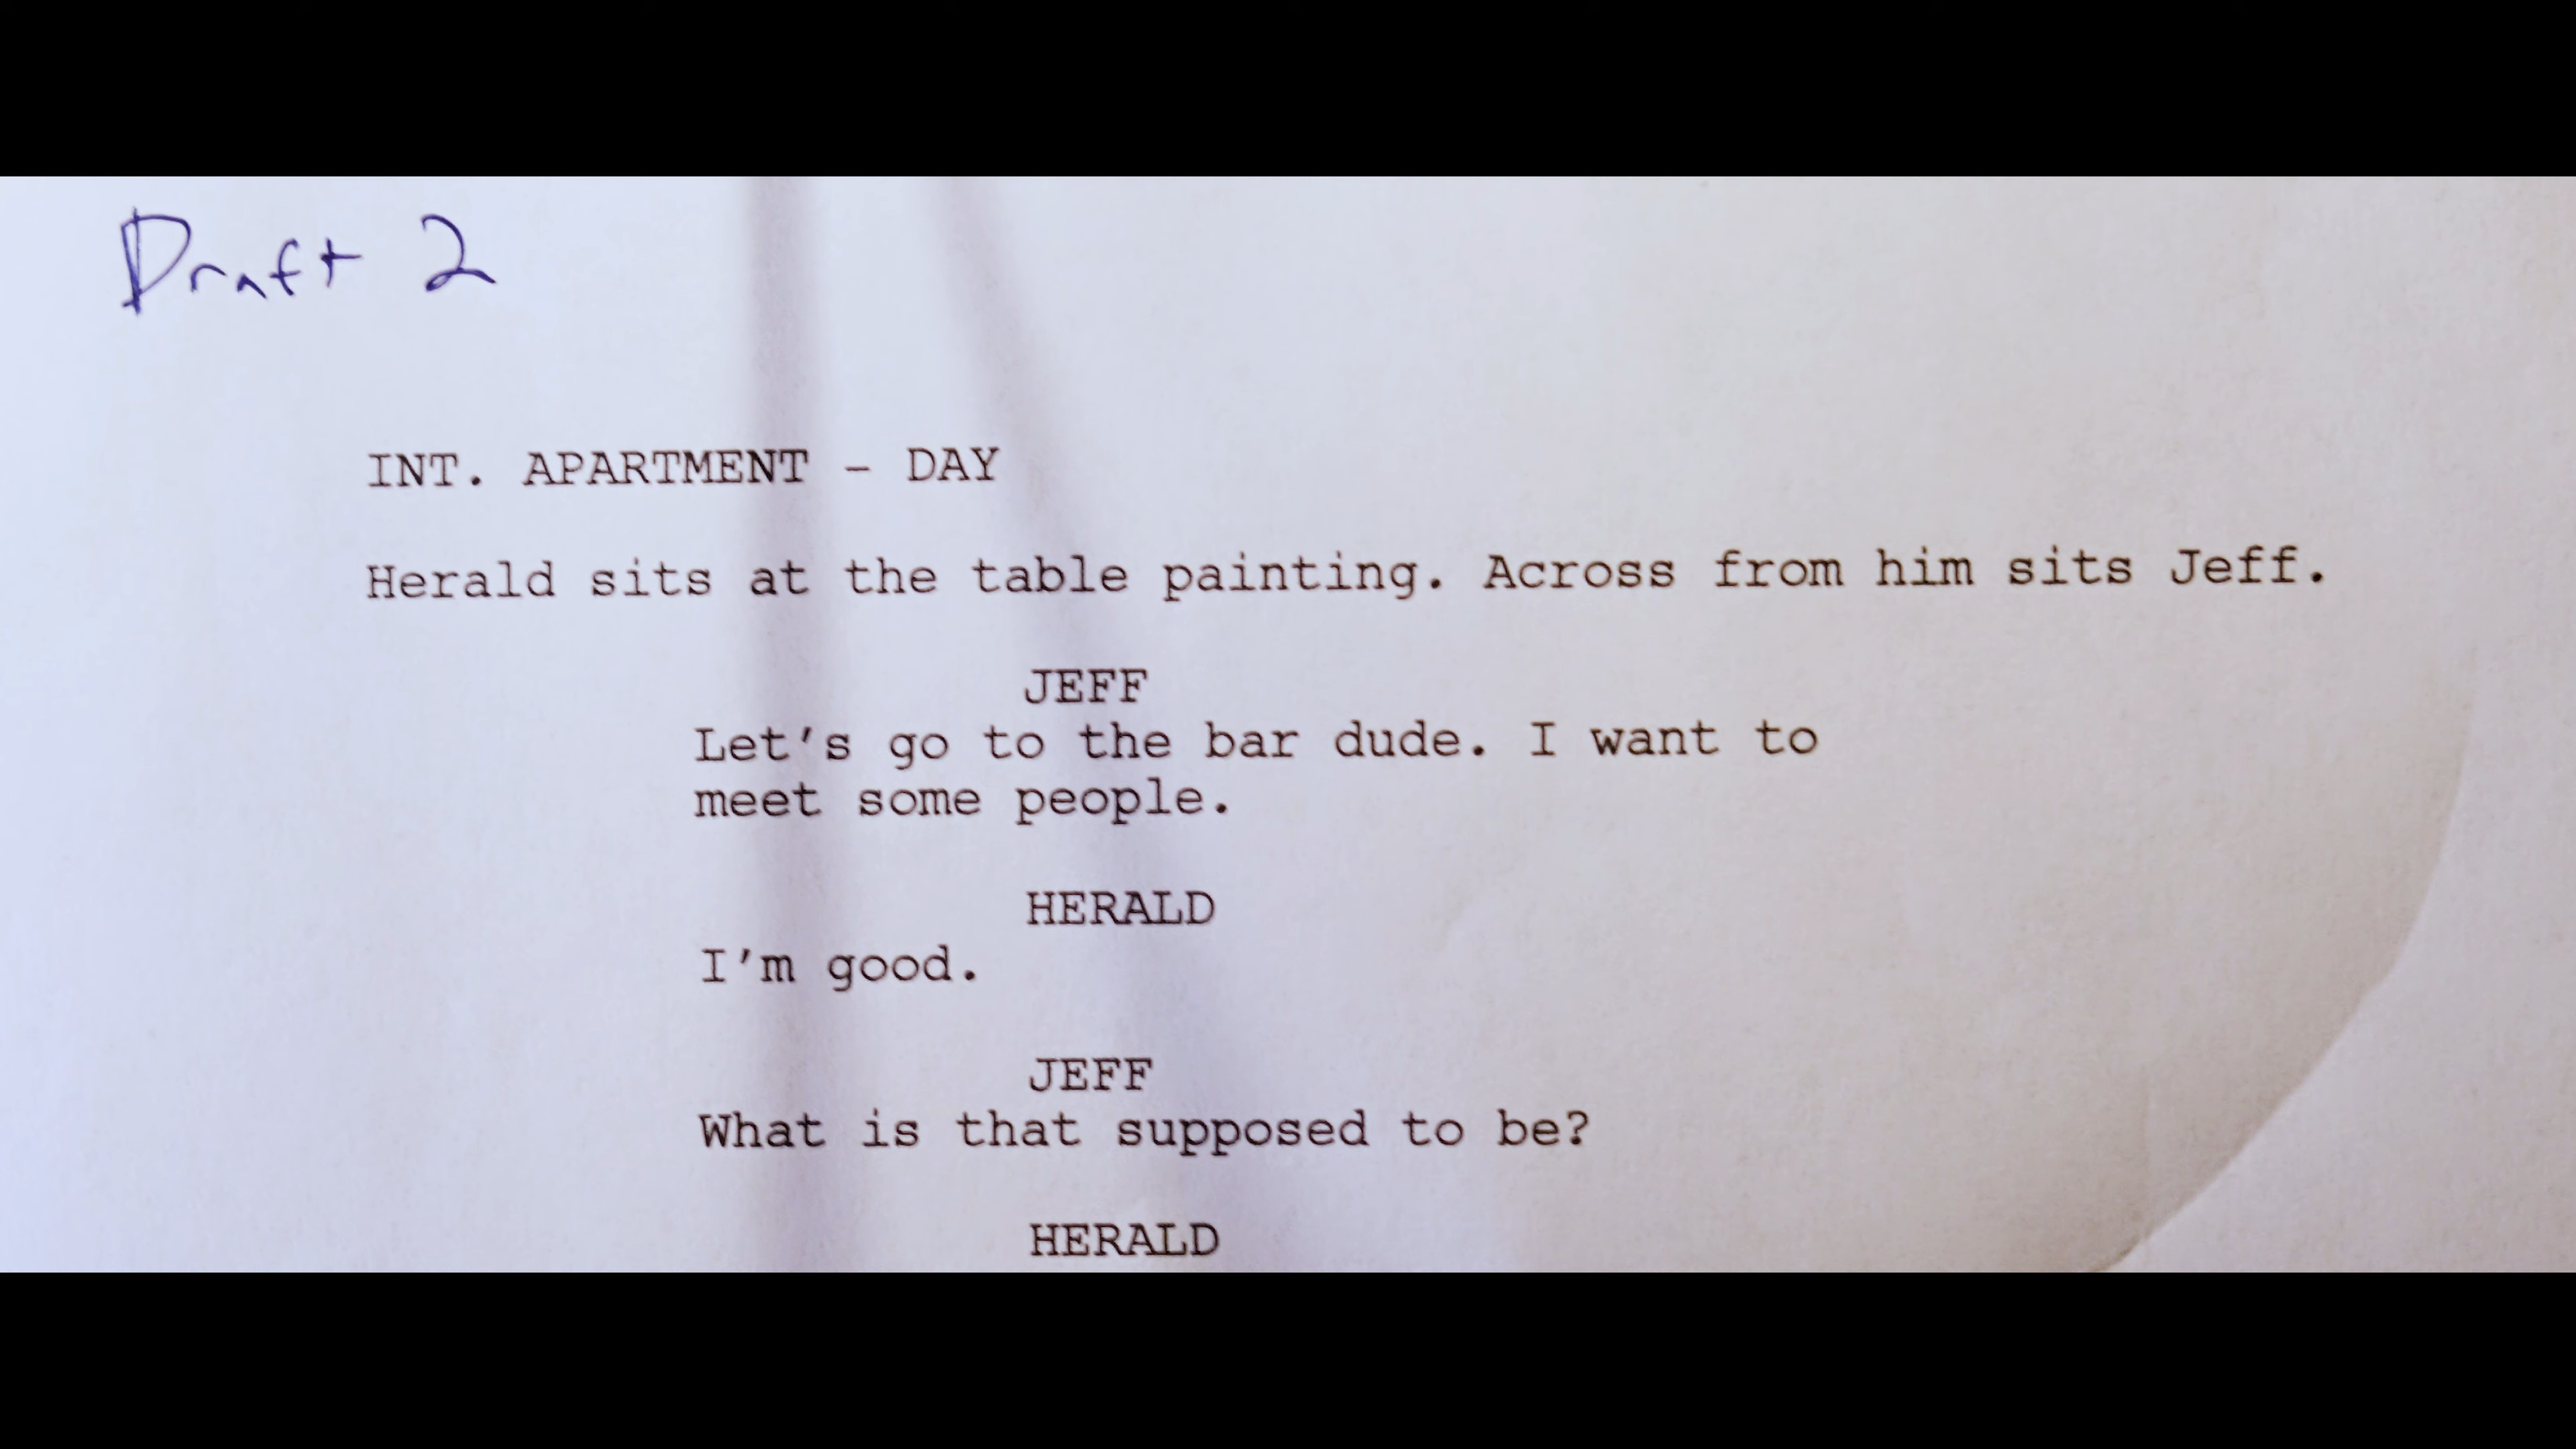 Draft 2
INT. APARTMENT - DAY
Herald sits at the table painting. Across from him sits Jeff.
JEFF
Let's go to the bar dude. I want to
meet some people.
HERALD
I'm good.
JEFF
What is that supposed to be?
HERALD